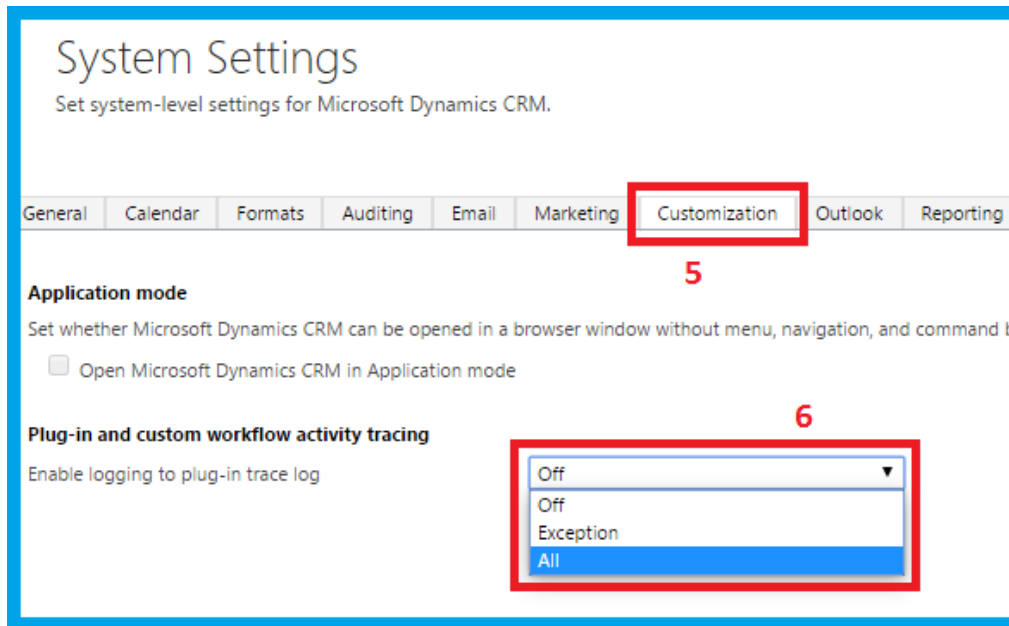 System Settings
Set system-level settings for Microsoft Dynamics CRM.
General Calendar Formats Auditing Email Marketing Customization Outlook Reporting
5
Application mode
Set whether Microsoft Dynamics CRM can be opened in a browser window without menu, navigation, and command
Open Microsoft Dynamics CRM in Application mode
6
Plug-in and custom workflow activity tracing
Enable logging to plug-in trace log Off
Off
Exception
All